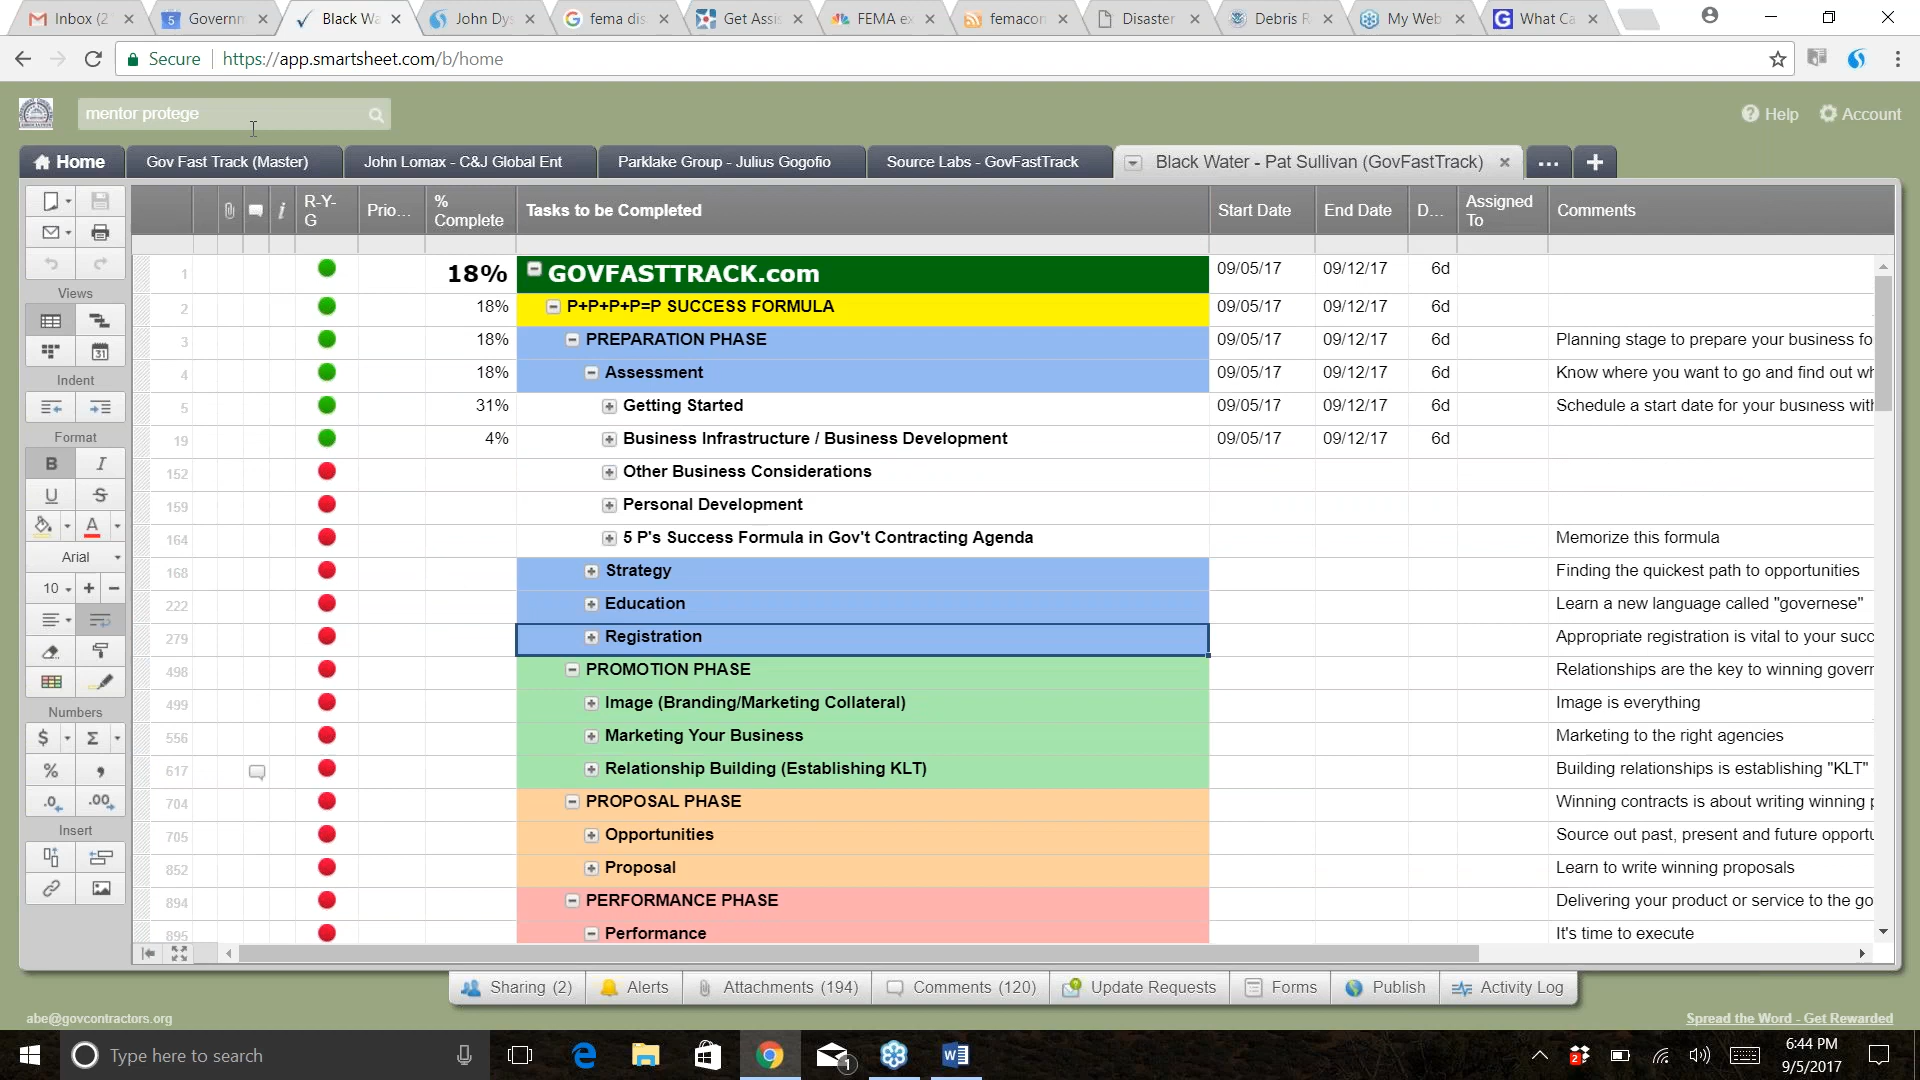 Inbox (2)
Governm
Black Wa
John Dys
fema dis
Get Assis
FEMA ex
femacon
Disaster
Debris R
My Web
What Ca
Secure https://app.smartsheet.com/b/home
mentor protege
Help Account
Home Gov Fast Track (Master) John Lomax - C&J Global Ent Parklake Group - Julius Gogofio Source Labs - GovFastTrack Black Water - Pat Sullivan (GovFastTrack) ... +
R-Y-G Prio... % Complete Tasks to be Completed Start Date End Date D... Assigned To Comments
1 18% GOVFASTTRACK.com 09/05/17 09/12/17 6d
2 18% P+P+P+P=P SUCCESS FORMULA 09/05/17 09/12/17 6d
3 18% PREPARATION PHASE 09/05/17 09/12/17 6d Planning stage to prepare your business fo
4 18% Assessment 09/05/17 09/12/17 6d Know where you want to go and find out wh
5 31% Getting Started 09/05/17 09/12/17 6d Schedule a start date for your business with
19 4% Business Infrastructure / Business Development 09/05/17 09/12/17 6d
152 Other Business Considerations
159 Personal Development
164 5 P's Success Formula in Gov't Contracting Agenda Memorize this formula
168 Strategy Finding the quickest path to opportunities
222 Education Learn a new language called "governese"
279 Registration Appropriate registration is vital to your succ
498 PROMOTION PHASE Relationships are the key to winning govern
499 Image (Branding/Marketing Collateral) Image is everything
556 Marketing Your Business Marketing to the right agencies
617 Relationship Building (Establishing KLT) Building relationships is establishing "KLT"
704 PROPOSAL PHASE Winning contracts is about writing winning p
705 Opportunities Source out past, present and future opportu
852 Proposal Learn to write winning proposals
894 PERFORMANCE PHASE Delivering your product or service to the go
895 Performance It's time to execute
Views
31
Indent
Format
B I
U S
A
Arial
10 + −
Numbers
$ Σ
% ,
.0 .00
Insert
Sharing (2) Alerts Attachments (194) Comments (120) Update Requests Forms Publish Activity Log
abe@govcontractors.org Spread the Word - Get Rewarded
Type here to search
6:44 PM
9/5/2017